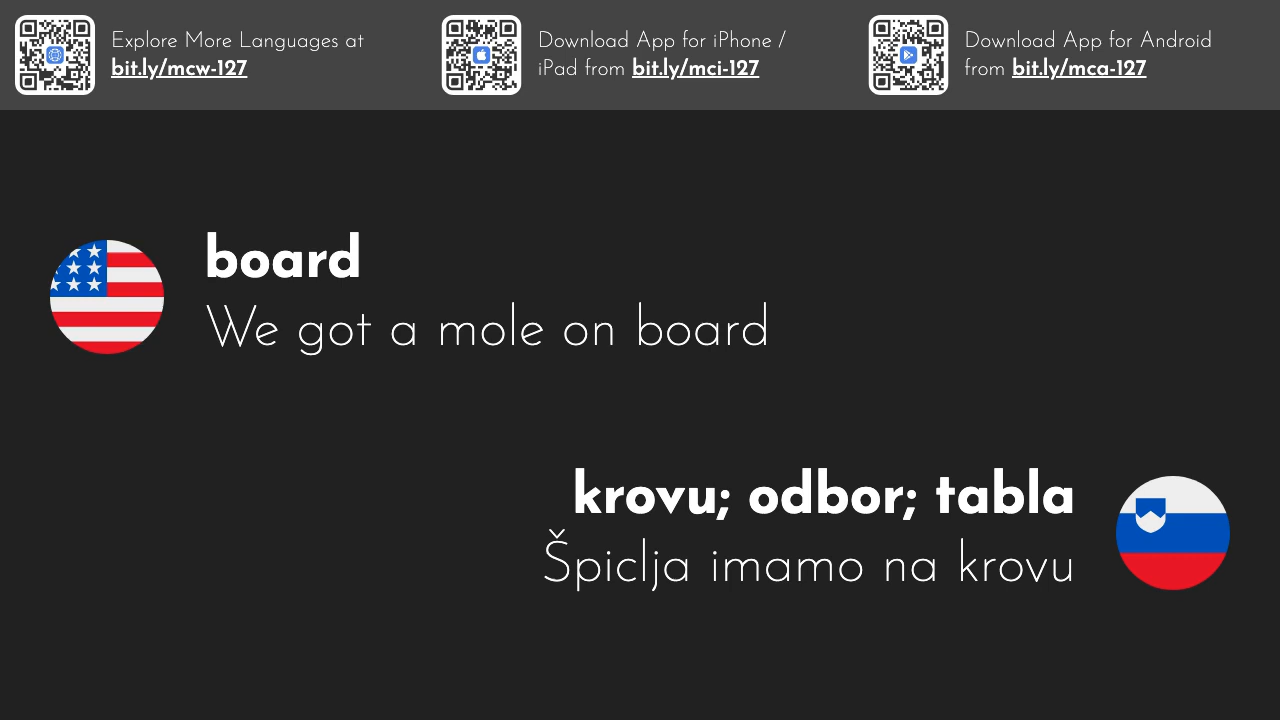 Explore More Languages at
bit.ly/mcw-127
Download App for iPhone /
iPad from bit.ly/mci-127
Download App for Android
from bit.ly/mca-127
board
We got a mole on board
krovu; odbor; tabla
Špiclja imamo na krovu